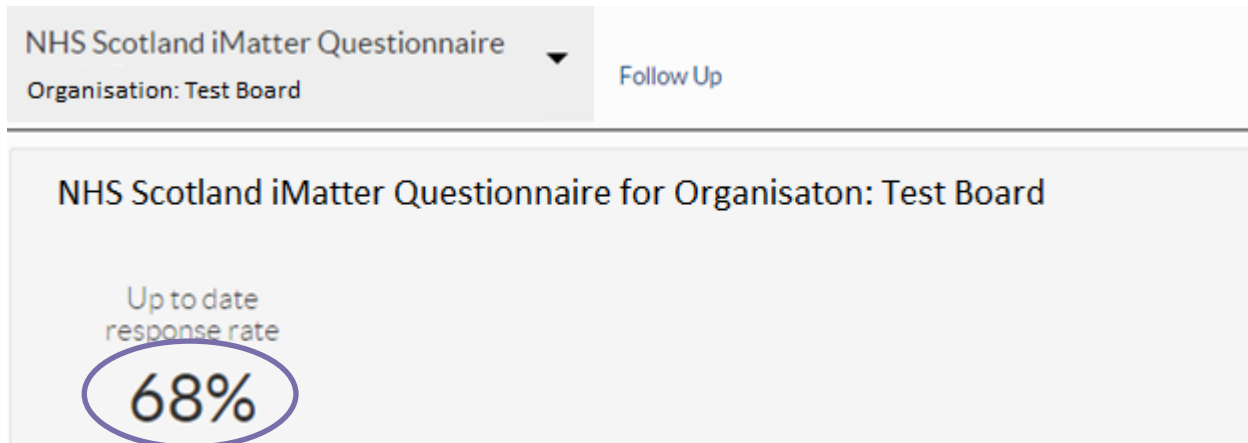 NHS Scotland iMatter Questionnaire
Organisation: Test Board
Follow Up
NHS Scotland iMatter Questionnaire for Organisaton: Test Board
Up to date
response rate
68%